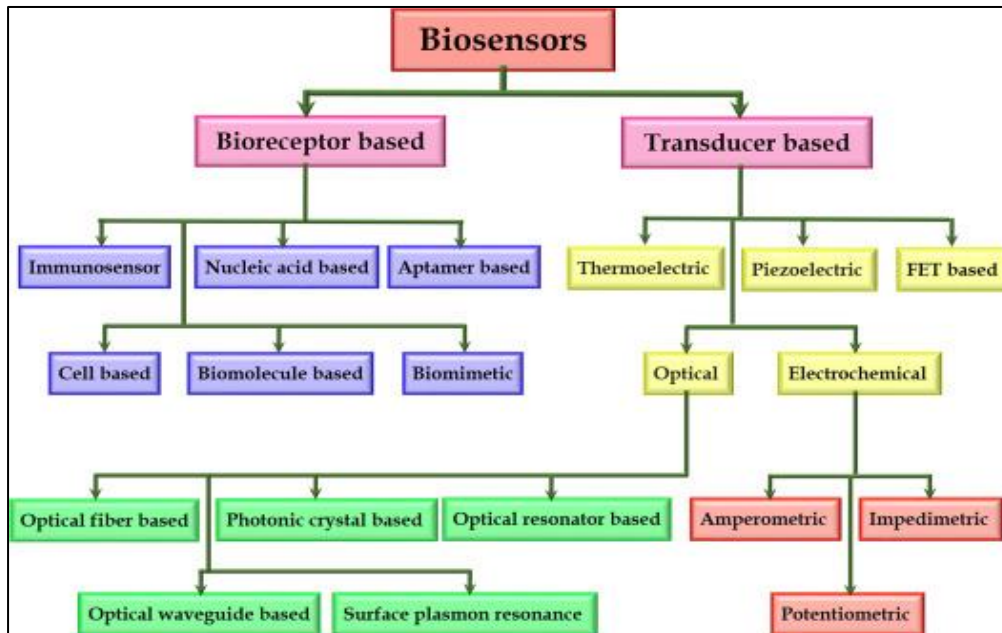 Biosensors
Bioreceptor based
Transducer based
Immunosensor
Nucleic acid based
Aptamer based
Thermoelectric
Piezoelectric
FET based
Cell based
Biomolecule based
Biomimetic
Optical
Electrochemical
Optical fiber based
Photonic crystal based
Optical resonator based
Amperometric
Impedimetric
Optical waveguide based
Surface plasmon resonance
Potentiometric